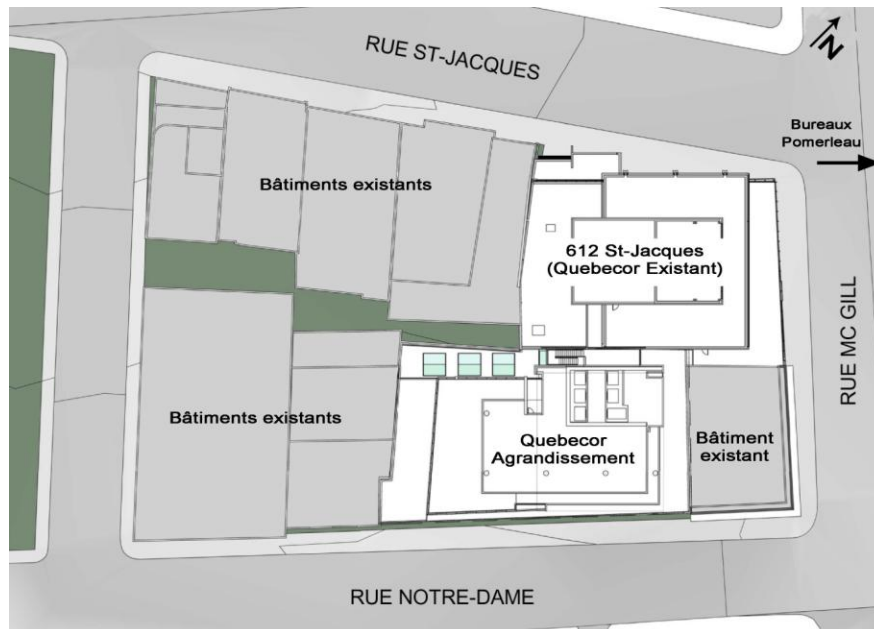 RUE ST-JACQUES
N
Bureaux
Pomerleau
Bâtiments existants
612 St-Jacques
(Quebecor Existant)
RUE MC GILL
Bâtiments existants
Quebecor
Agrandissement
Bâtiment
existant
RUE NOTRE-DAME